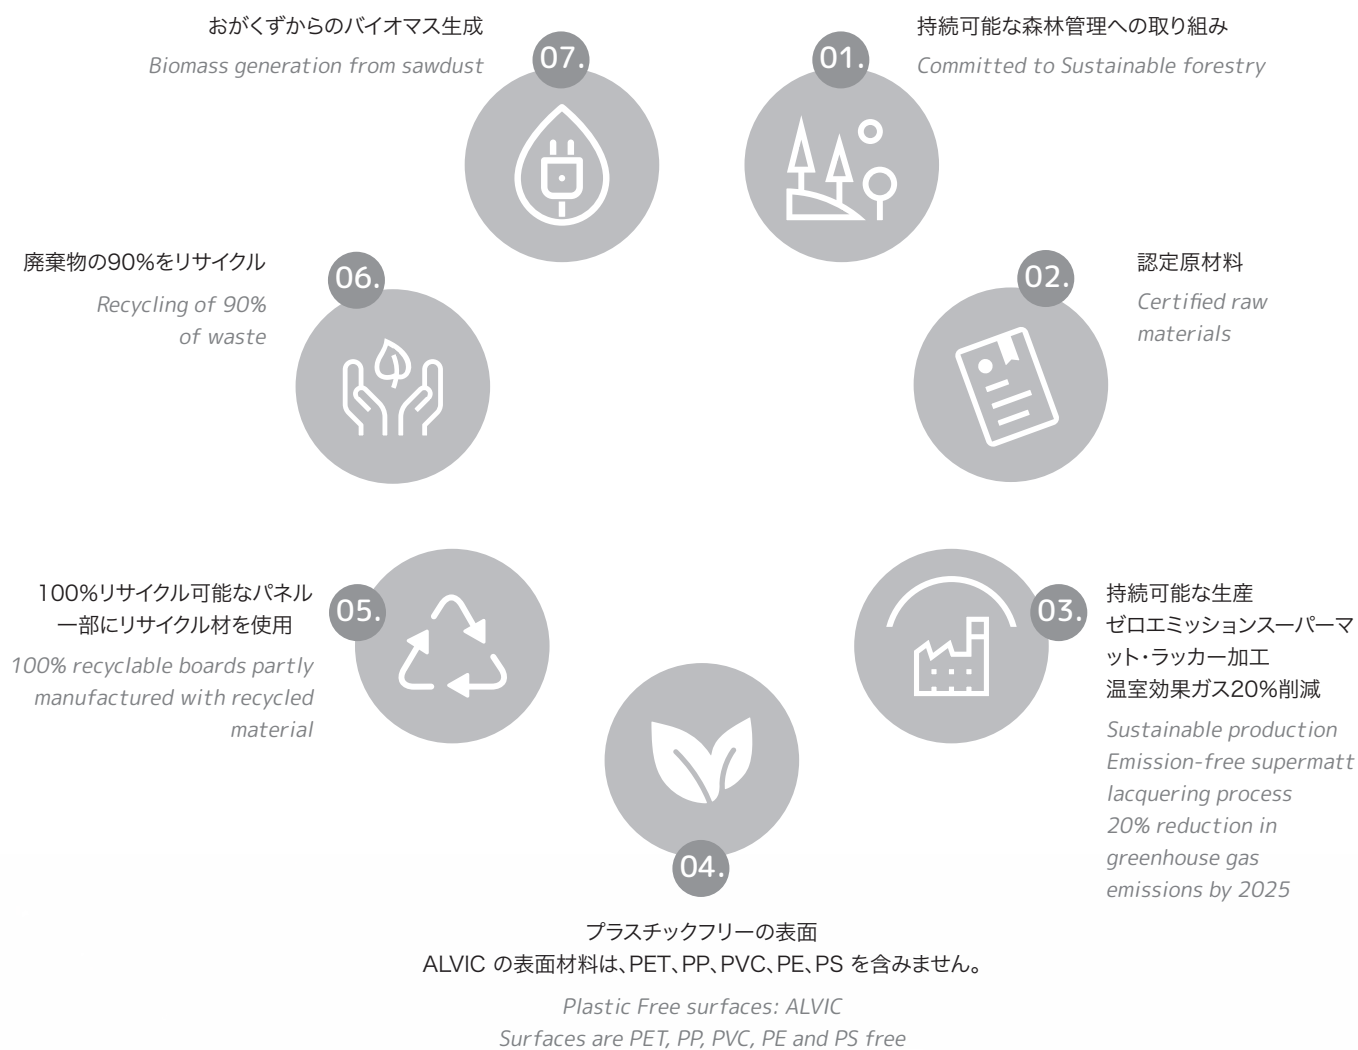 01.
持続可能な森林管理への取り組み
Committed to Sustainable forestry
02.
認定原材料
Certified raw
materials
03.
持続可能な生産
ゼロエミッションスーパーマ
ット・ラッカー加工
温室効果ガス20%削減
Sustainable production
Emission-free supermatt
lacquering process
20% reduction in
greenhouse gas
emissions by 2025
04.
プラスチックフリーの表面
ALVIC の表面材料は、PET、PP、PVC、PE、PS を含みません。
Plastic Free surfaces: ALVIC
Surfaces are PET, PP, PVC, PE and PS free
05.
100%リサイクル可能なパネル
一部にリサイクル材を使用
100% recyclable boards partly
manufactured with recycled
material
06.
廃棄物の90%をリサイクル
Recycling of 90%
of waste
07.
おがくずからのバイオマス生成
Biomass generation from sawdust